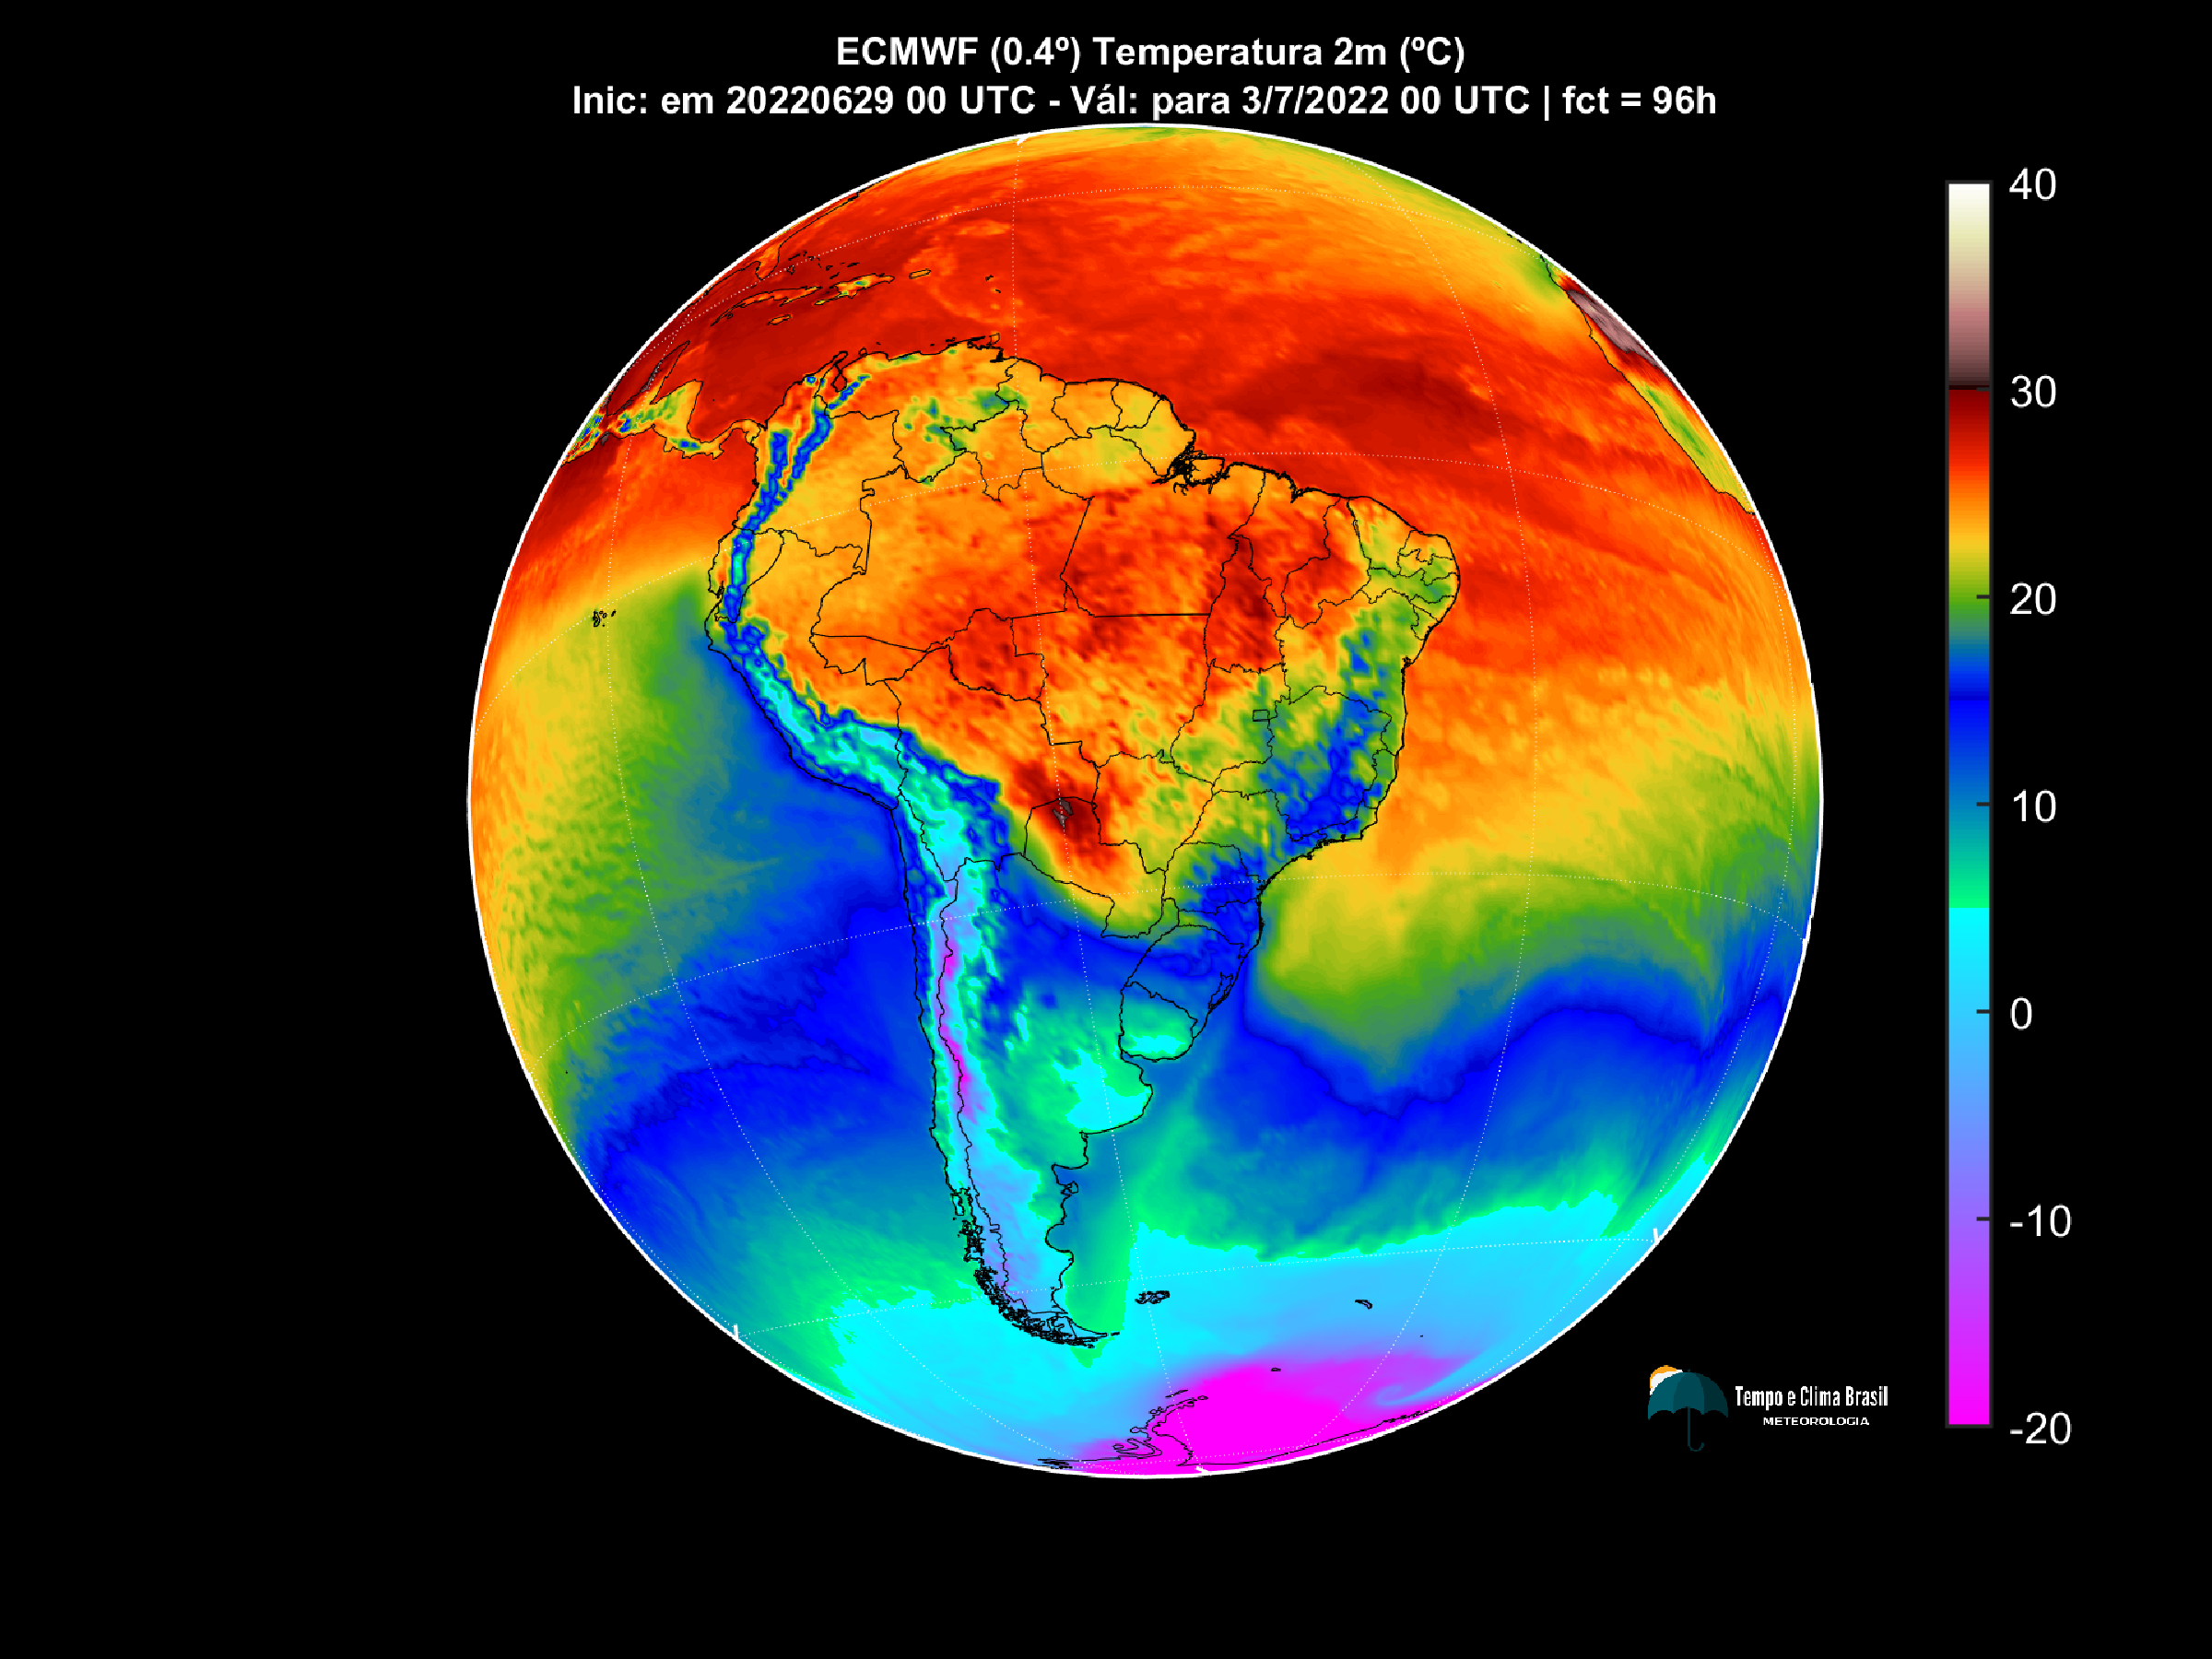 ECMWF (0.4º) Temperatura 2m (ºC)
Inic: em 20220629 00 UTC - Vál: para 3/7/2022 00 UTC | fct = 96h
40
30
20
10
0
-10
-20
Tempo e Clima Brasil
METEOROLOGIA